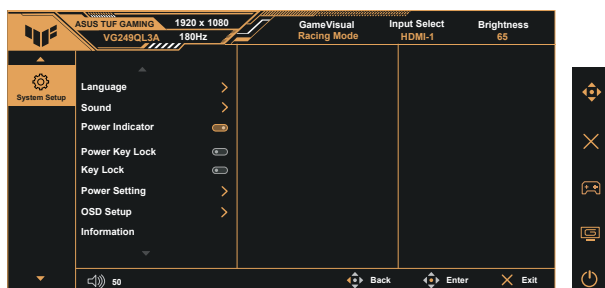 ASUS TUF GAMING 1920 x 1080 GameVisual Input Select Brightness
VG249QL3A 180Hz Racing Mode HDMI-1 65
System Setup
Language
Sound
Power Indicator
Power Key Lock
Key Lock
Power Setting
OSD Setup
Information
50 Back Enter Exit